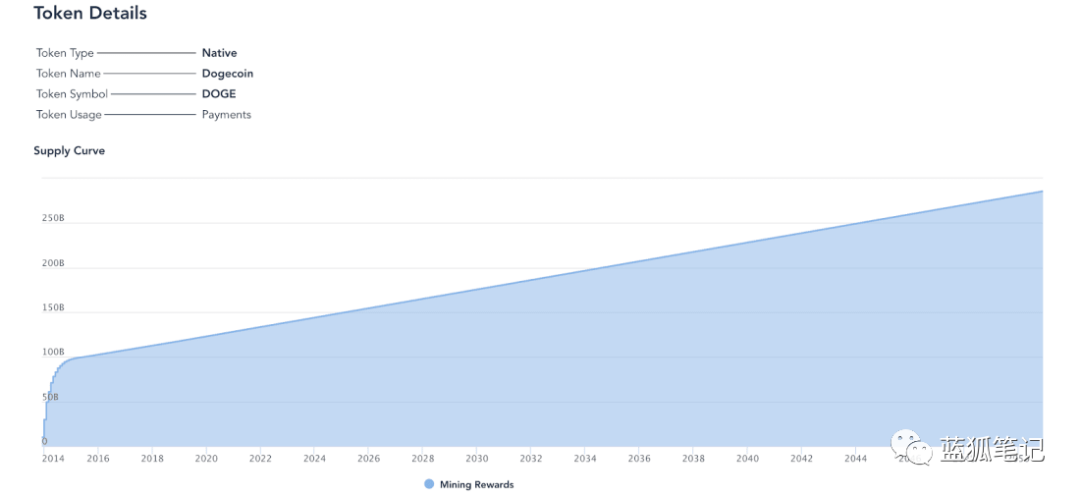 Token Details
Token Type Native
Token Name Dogecoin
Token Symbol DOGE
Token Usage Payments
Supply Curve
250B
200B
150B
100B
50B
0
2014 2016 2018 2020 2022 2024 2026 2028 2030 2032 2034 2036 2038 2040 2042 2044
蓝狐笔记
Mining Rewards